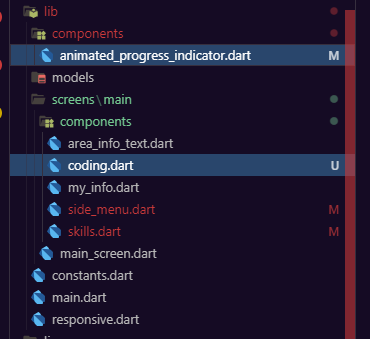 lib
components
animated_progress_indicator.dart M
models
screens\main
components
area_info_text.dart
coding.dart U
my_info.dart
side_menu.dart M
skills.dart M
main_screen.dart
constants.dart
main.dart
responsive.dart